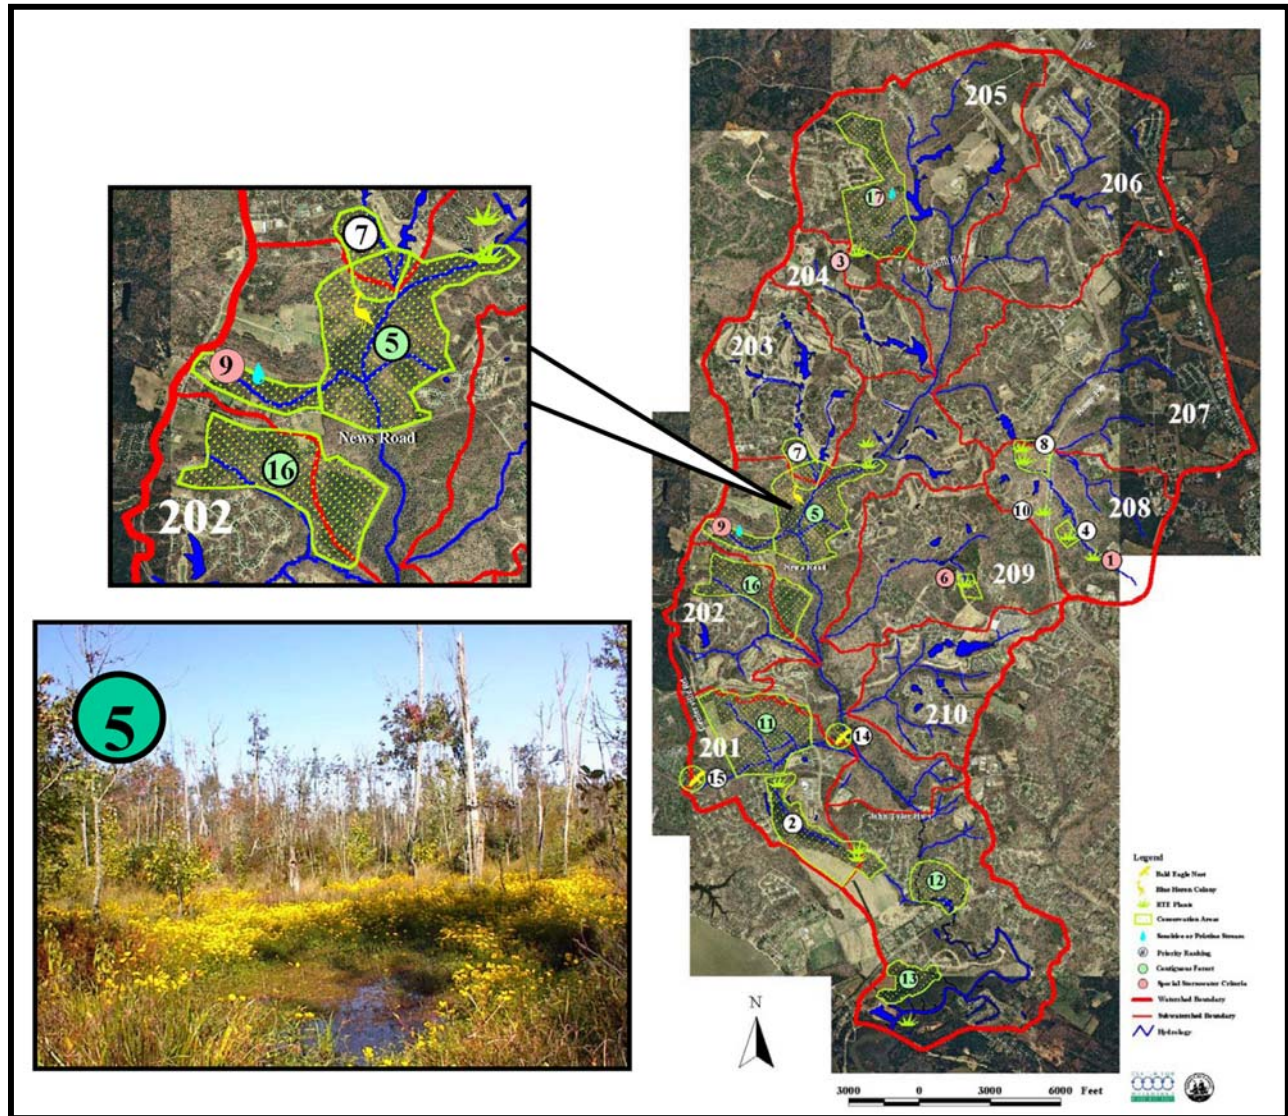 7
9
5
News Road
16
202
5
205
206
17
3
204
203
207
7
8
5
10
208
4
9
1
News Road
16
6
209
202
11
210
201
14
15
2
12
13
N
Legend
Bald Eagle Nest
Blue Heron Colony
RTE Plants
Conservation Areas
Sensitive or Pristine Stream
Priority Ranking
Contiguous Forest
Special Stormwater Criteria
Watershed Boundary
Subwatershed Boundary
Hydrology
3000 0 3000 6000 Feet